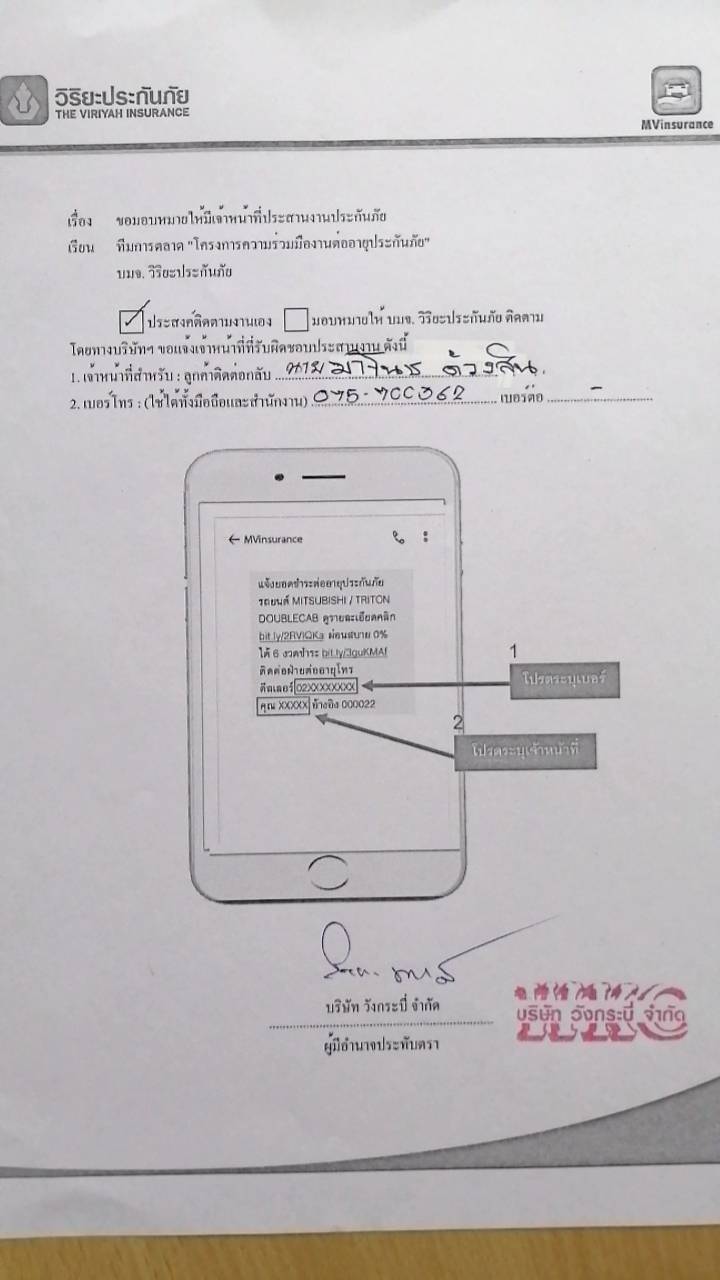 วิริยะประกันภัย
THE VIRIYAH INSURANCE
MVinsurance
เรื่อง ขอมอบหมายให้มีเจ้าหน้าที่ประสานงานประกันภัย
เรียน ทีมการตลาด "โครงการความร่วมมืองานต่ออายุประกันภัย"
บมจ. วิริยะประกันภัย
ประสงค์ติดตามงานเอง มอบหมายให้ บมจ. วิริยะประกันภัย ติดตาม
โดยทางบริษัทฯ ขอแจ้งเจ้าหน้าที่ที่รับผิดชอบประสานงาน ดังนี้
1. เจ้าหน้าที่สำหรับ : ลูกค้าติดต่อกลับ นาย ด้วงสิน
2. เบอร์โทร : (ใช้ได้ทั้งมือถือและสำนักงาน) 075-700362 เบอร์ต่อ -
← MVinsurance
แจ้งยอดชำระต่ออายุประกันภัย
รถยนต์ MITSUBISHI / TRITON
DOUBLECAB ดูรายละเอียดคลิก
bit.ly/2RVIQKa ผ่อนสบาย 0%
ได้ 6 งวดชำระ bit.ly/3guKMAf
ติดต่อฝ่ายต่ออายุโทร
ดีลเลอร์ 02XXXXXXXX
คุณ XXXXX อ้างอิง 000022
1
โปรดระบุเบอร์
2
โปรดระบุเจ้าหน้าที่
บริษัท วังกระบี่ จำกัด
ผู้มีอำนาจประทับตรา
บริษัท วังกระบี่ จำกัด